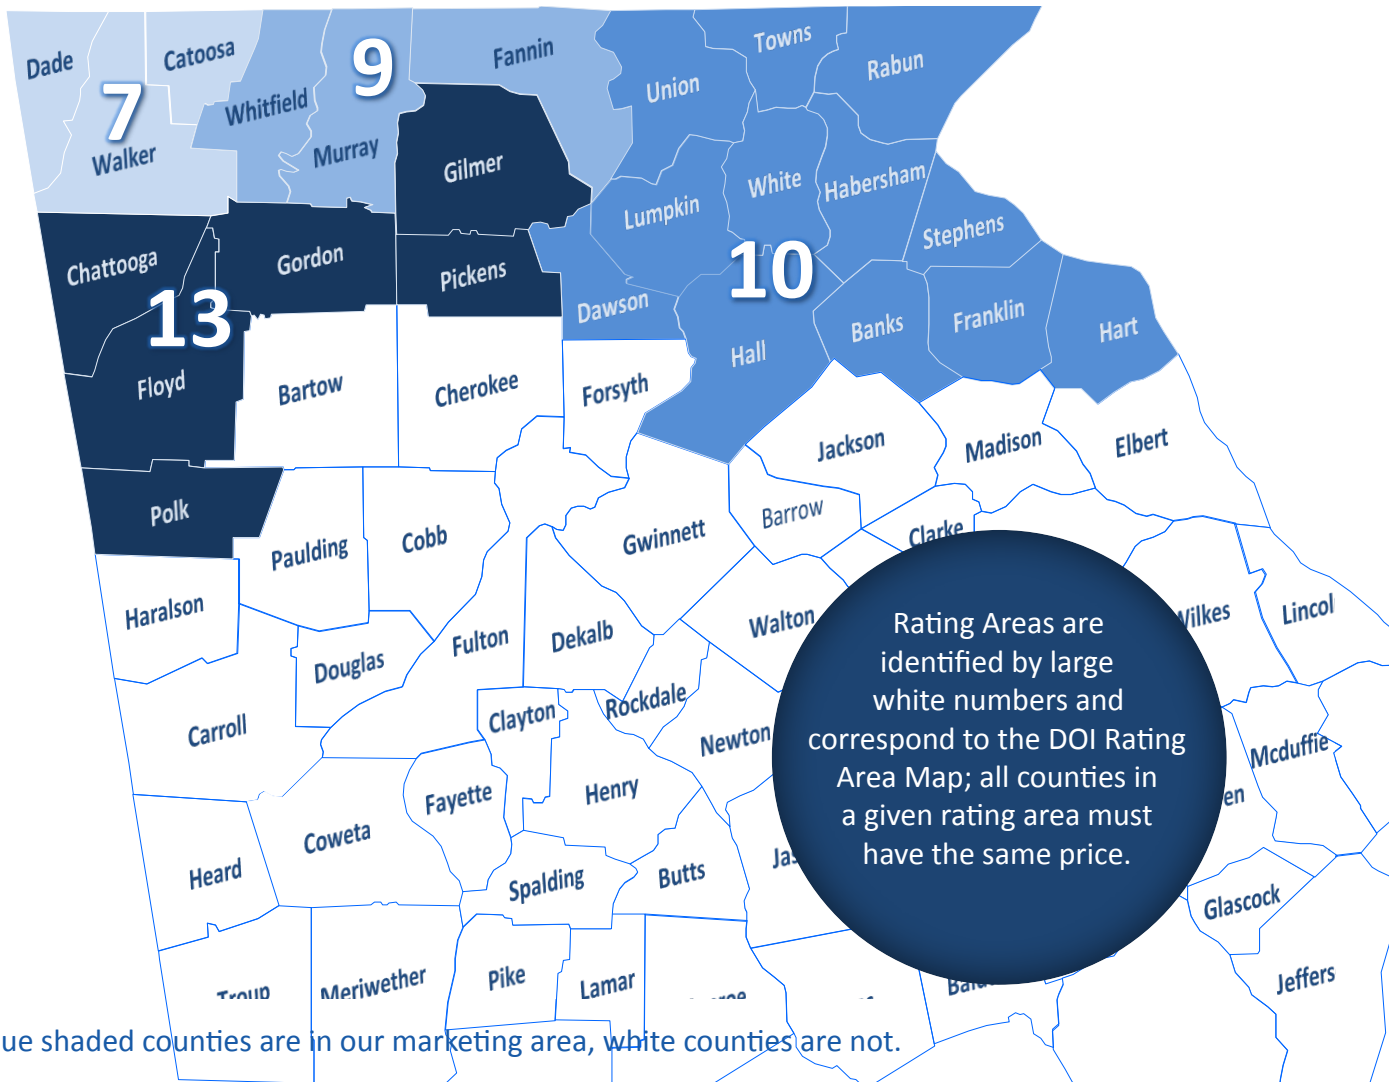 Towns
Dade
Catoosa
9
Fannin
Rabun
Union
7
Whitfield
Walker
Murray
Gilmer
White
Habersham
Lumpkin
Stephens
Chattooga
Gordon
Pickens
10
13
Dawson
Banks
Franklin
Hart
Hall
Floyd
Bartow
Cherokee
Forsyth
Jackson
Madison
Elbert
Polk
Barrow
Clarke
Gwinnett
Cobb
Paulding
Haralson
Walton
Wilkes
Lincol
Fulton
Dekalb
Douglas
Rockdale
Clayton
Carroll
Newton
Mcduffie
Rating Areas are
identified by large
white numbers and
correspond to the DOI Rating
Area Map; all counties in
a given rating area must
have the same price.
en
Henry
Fayette
Coweta
Jas
Heard
Spalding
Butts
Glascock
Troup
Meriwether
Pike
Lamar
Jeffers
ue shaded counties are in our marketing area, white counties are not.